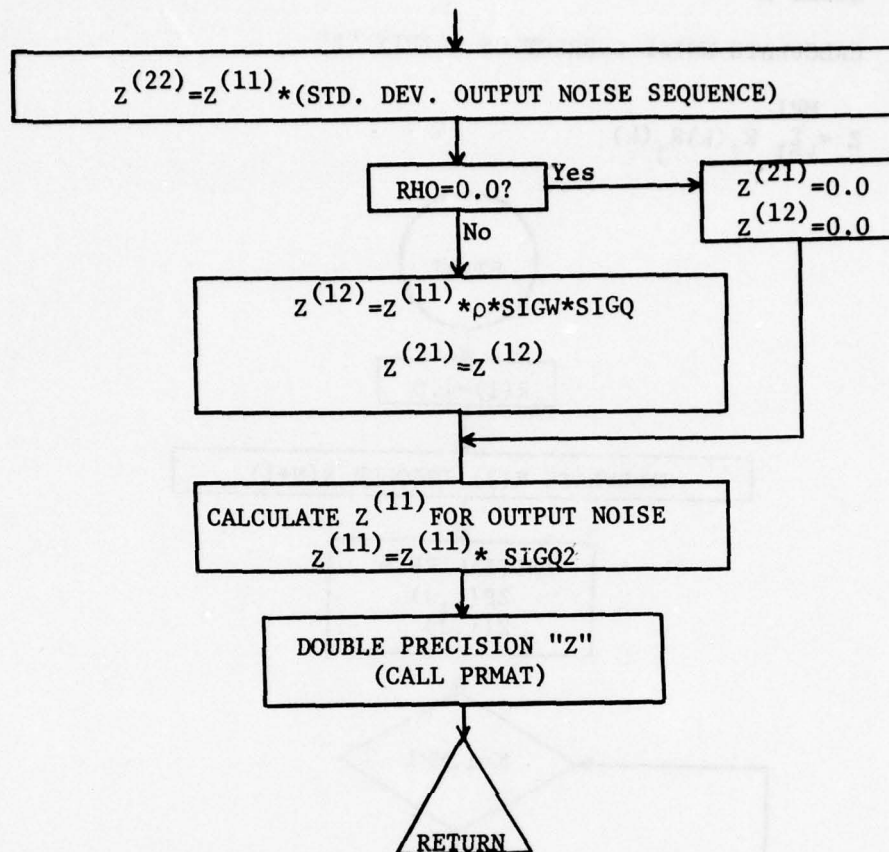 Z^(22)=Z^(11)*(STD. DEV. OUTPUT NOISE SEQUENCE)
RHO=0.0?
Yes
Z^(21)=0.0
Z^(12)=0.0
No
Z^(12)=Z^(11)*ρ*SIGW*SIGQ
Z^(21)=Z^(12)
CALCULATE Z^(11) FOR OUTPUT NOISE
Z^(11)=Z^(11)* SIGQ2
DOUBLE PRECISION "Z"
(CALL PRMAT)
RETURN